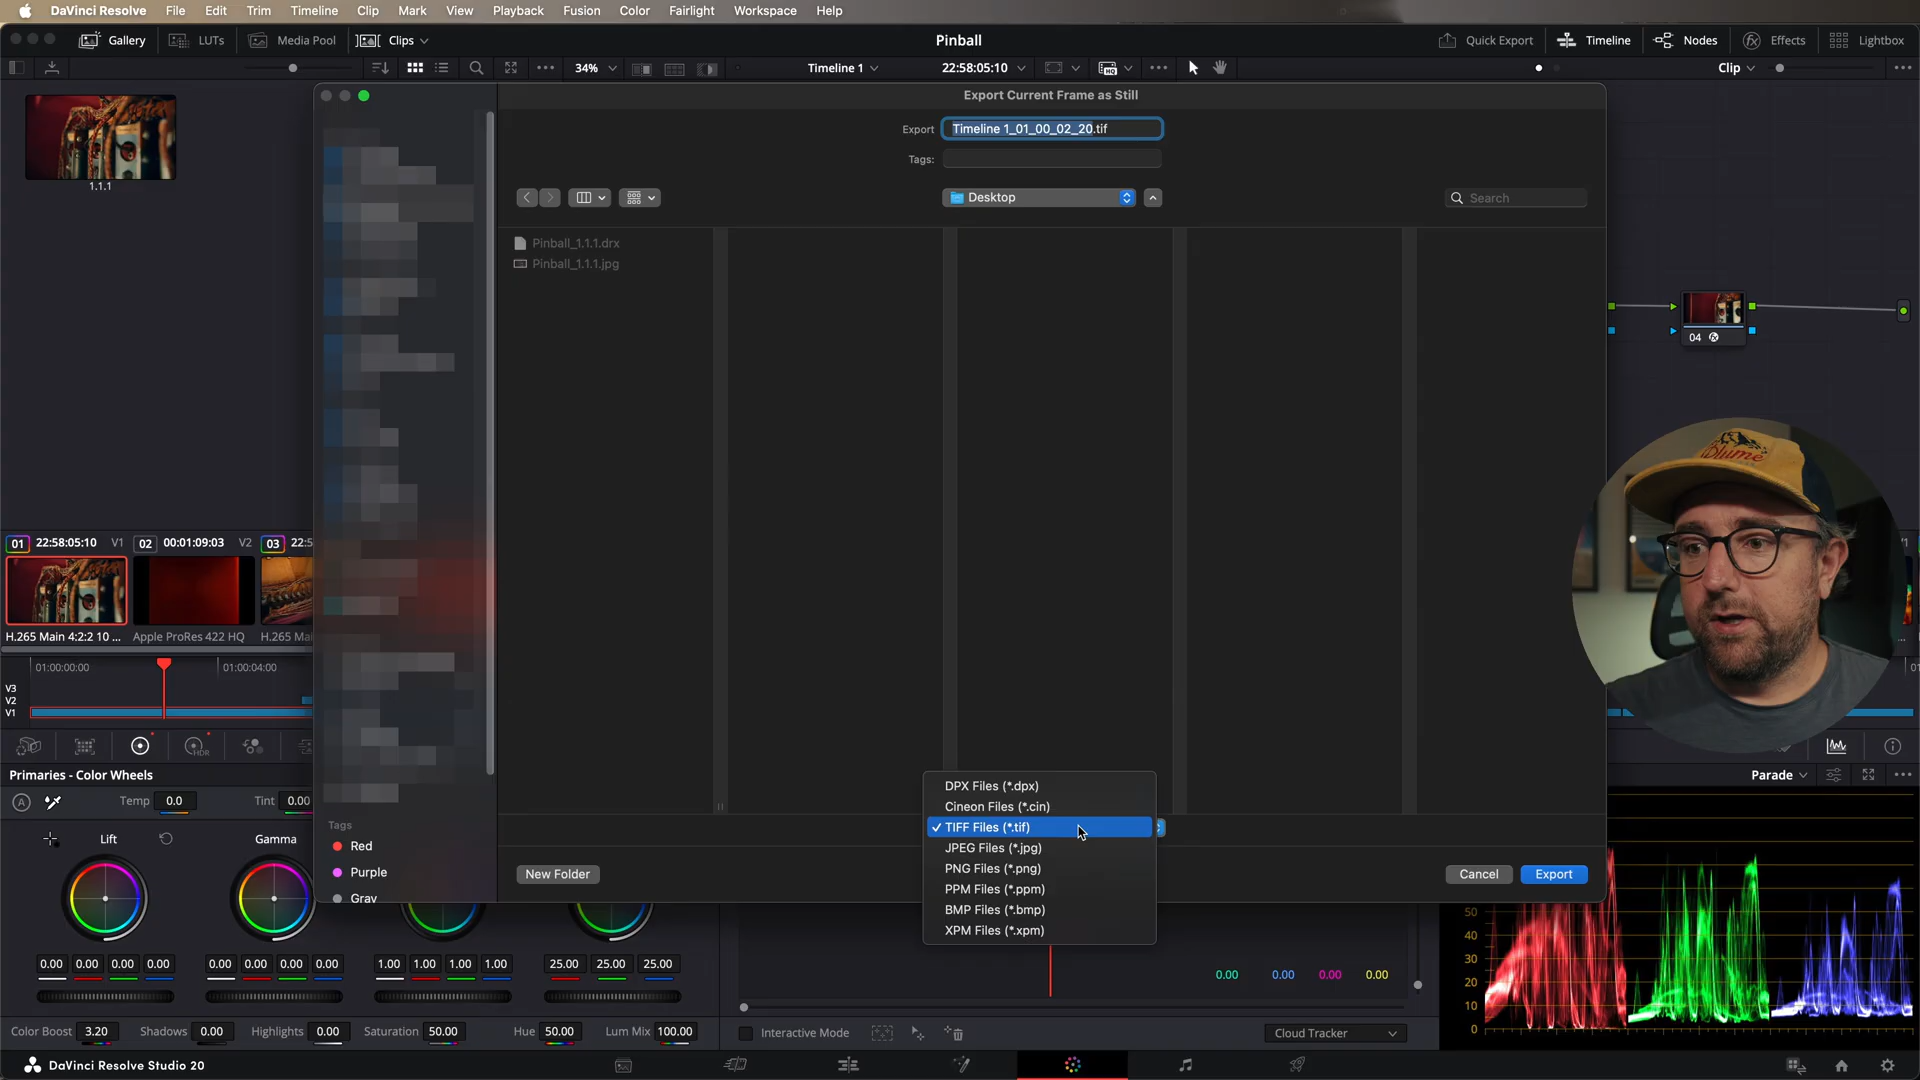 DaVinci Resolve File Edit Trim Timeline Clip Mark View Playback Fusion Color Fairlight Workspace Help
Gallery LUTs Media Pool Clips Pinball Quick Export Timeline Nodes Effects Lightbox
34% Timeline 1 22:58:05:10 HQ Clip
Export Current Frame as Still
Export Timeline 1_01_00_02_20.tif
Tags:
Desktop
Search
1.1.1
Pinball_1.1.1.drx
Pinball_1.1.1.jpg
04
Plume
01 22:58:05:10 V1 02 00:01:09:03 V2 03 22:5
H.265 Main 4:2:2 10 ... Apple ProRes 422 HQ H.265 Mai
01:00:00:00 01:00:04:00
V3
V2
V1
HDR
Primaries - Color Wheels
Parade
A Temp 0.0 Tint 0.00
Lift Gamma
Tags
Red
Purple
Gray
DPX Files (*.dpx)
Cineon Files (*.cin)
✓ TIFF Files (*.tif)
JPEG Files (*.jpg)
PNG Files (*.png)
PPM Files (*.ppm)
BMP Files (*.bmp)
XPM Files (*.xpm)
New Folder Cancel Export
50
40
30
20
10
0
0.00 0.00 0.00 0.00 0.00 0.00 0.00 0.00 1.00 1.00 1.00 1.00 25.00 25.00 25.00
0.00 0.00 0.00 0.00
Color Boost 3.20 Shadows 0.00 Highlights 0.00 Saturation 50.00 Hue 50.00 Lum Mix 100.00
Interactive Mode Cloud Tracker
DaVinci Resolve Studio 20